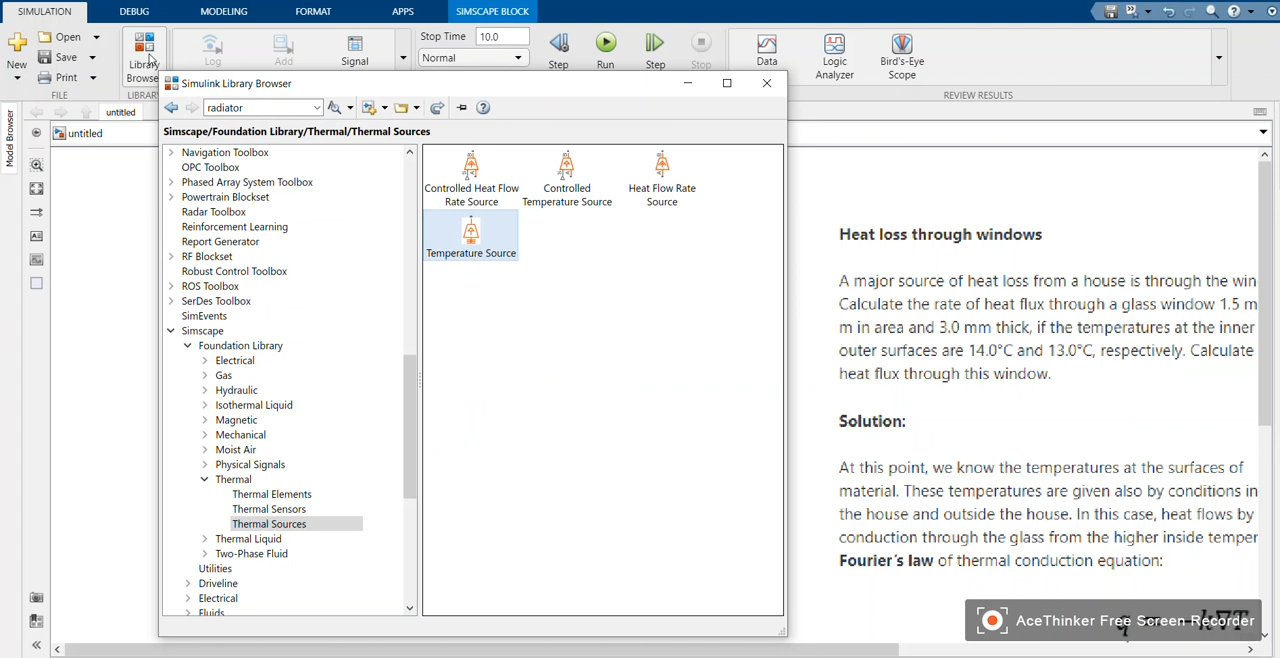 SIMULATION DEBUG MODELING FORMAT APPS SIMSCAPE BLOCK
New
Open
Save
Print
FILE
Library
Browse
LIBRARY
Log
Add
Signal
Stop Time 10.0
Normal
Step
Run
Step
Stop
Data
Logic
Analyzer
Bird's-Eye
Scope
REVIEW RESULTS
Model Browser
untitled
untitled
Simulink Library Browser
radiator
Simscape/Foundation Library/Thermal/Thermal Sources
Navigation Toolbox
OPC Toolbox
Phased Array System Toolbox
Powertrain Blockset
Radar Toolbox
Reinforcement Learning
Report Generator
RF Blockset
Robust Control Toolbox
ROS Toolbox
SerDes Toolbox
SimEvents
Simscape
Foundation Library
Electrical
Gas
Hydraulic
Isothermal Liquid
Magnetic
Mechanical
Moist Air
Physical Signals
Thermal
Thermal Elements
Thermal Sensors
Thermal Sources
Thermal Liquid
Two-Phase Fluid
Utilities
Driveline
Electrical
Fluids
Controlled Heat Flow
Rate Source
Controlled
Temperature Source
Heat Flow Rate
Source
Temperature Source
Heat loss through windows
A major source of heat loss from a house is through the win
Calculate the rate of heat flux through a glass window 1.5 m
m in area and 3.0 mm thick, if the temperatures at the inner
outer surfaces are 14.0°C and 13.0°C, respectively. Calculate
heat flux through this window.
Solution:
At this point, we know the temperatures at the surfaces of
material. These temperatures are given also by conditions in
the house and outside the house. In this case, heat flows by
conduction through the glass from the higher inside temper
Fourier's law of thermal conduction equation:
AceThinker Free Screen Recorder